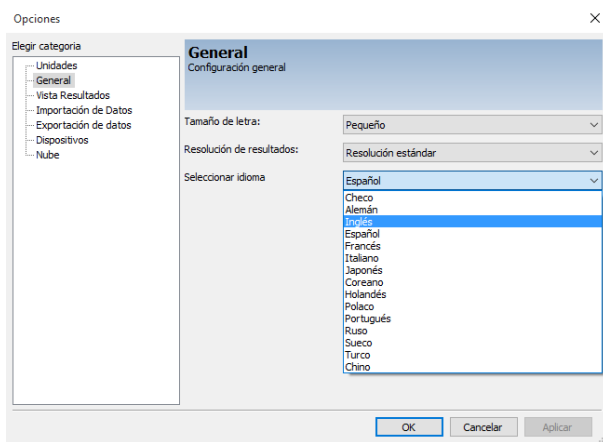 Opciones
Elegir categoria
Unidades
General
Vista Resultados
Importación de Datos
Exportación de datos
Dispositivos
Nube
General
Configuración general
Tamaño de letra:
Pequeño
Resolución de resultados:
Resolución estándar
Seleccionar idioma
Español
Checo
Alemán
Inglés
Español
Francés
Italiano
Japonés
Coreano
Holandés
Polaco
Portugués
Ruso
Sueco
Turco
Chino
OK
Cancelar
Aplicar